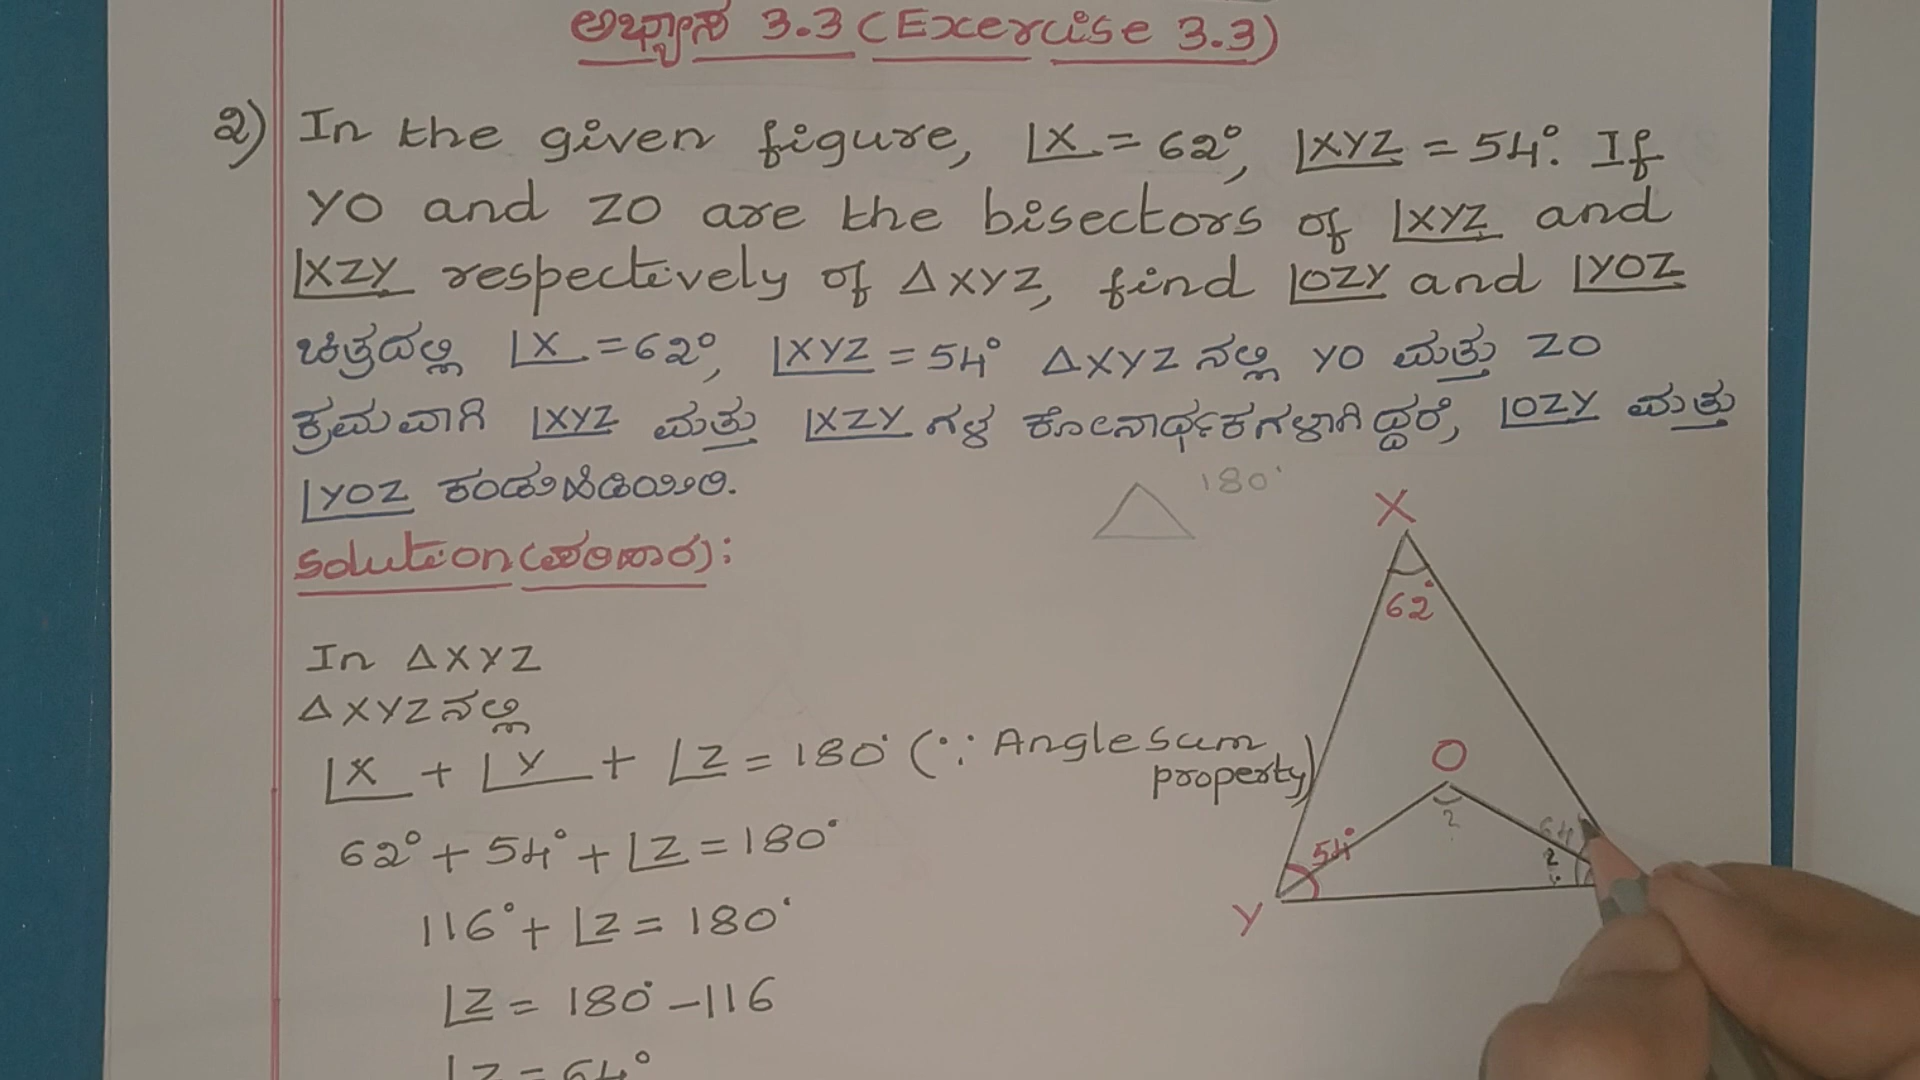 ಅಭ್ಯಾಸ 3.3 (Exercise 3.3)
2) In the given figure, ∠X = 62°, ∠XYZ = 54°. If
YO and ZO are the bisectors of ∠XYZ and
∠XZY respectively of ΔXYZ, find ∠OZY and ∠YOZ
ಚಿತ್ರದಲ್ಲಿ ∠X = 62°, ∠XYZ = 54° ΔXYZ ನಲ್ಲಿ YO ಮತ್ತು ZO
ಕ್ರಮವಾಗಿ ∠XYZ ಮತ್ತು ∠XZY ಗಳ ಕೋನಾರ್ಧಕಗಳಾಗಿದ್ದರೆ, ∠OZY ಮತ್ತು
∠YOZ ಕಂಡುಹಿಡಿಯಿರಿ.
180°
Solution (ಪರಿಹಾರ):
X
62°
In ΔXYZ
ΔXYZ ನಲ್ಲಿ
∠X + ∠Y + ∠Z = 180° (∵ Angle sum
property)
O
?
62° + 54° + ∠Z = 180°
54°
64
?
Y
116° + ∠Z = 180°
∠Z = 180° - 116
∠Z = 64°